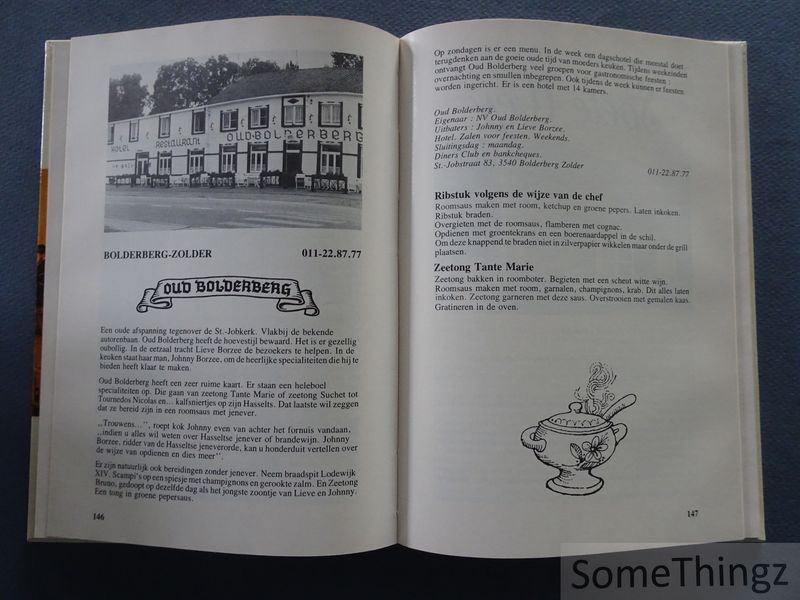 HOTEL
RESTAURANT
OUD-BOLDERBERG
BOLDERBERG-ZOLDER 011-22.87.77
OUD BOLDERBERG
Een oude afspanning tegenover de St.-Jobkerk. Vlakbij de bekende
autorenbaan. Oud Bolderberg heeft de hoevestijl bewaard. Het is er gezellig
oubollig. In de eetzaal tracht Lieve Borzee de bezoekers te helpen. In de
keuken staat haar man, Johnny Borzee, om de heerlijke specialiteiten die hij te
bieden heeft klaar te maken.
Oud Bolderberg heeft een zeer ruime kaart. Er staan een heleboel
specialiteiten op. Die gaan van zeetong Tante Marie of zeetong Suchet tot
Tournedos Nicolas en... kalfsniertjes op zijn Hasselts. Dat laatste wil zeggen
dat ze bereid zijn in een roomsaus met jenever.
,,Trouwens...", roept kok Johnny even van achter het fornuis vandaan,
,,indien u alles wil weten over Hasseltse jenever of brandewijn. Johnny
Borzee, ridder van de Hasseltse jeneverorde, kan u honderduit vertellen over
de wijze van opdienen en dies meer".
Er zijn natuurlijk ook bereidingen zonder jenever. Neem braadspit Lodewijk
XIV. Scampi's op een spiesje met champignons en gerookte zalm. En Zeetong
Bruno, gedoopt op dezelfde dag als het jongste zoontje van Lieve en Johnny.
Een tong in groene pepersaus.
146
Op zondagen is er een menu. In de week een dagschotel die meestal doet
terugdenken aan de goeie oude tijd van moeders keuken. Tijdens weekeinden
ontvangt Oud Bolderberg veel groepen voor gastronomische feesten :
overnachting en smullen inbegrepen. Ook tijdens de week kunnen er feesten
worden ingericht. Er is een hotel met 14 kamers.
Oud Bolderberg.
Eigenaar : NV Oud Bolderberg.
Uitbaters : Johnny en Lieve Borzee.
Hotel. Zalen voor feesten. Weekends.
Sluitingsdag : maandag.
Diners Club en bankcheques.
St.-Jobstraat 83, 3540 Bolderberg Zolder
011-22.87.77
Ribstuk volgens de wijze van de chef
Roomsaus maken met room, ketchup en groene pepers. Laten inkoken.
Ribstuk braden.
Overgieten met de roomsaus, flamberen met cognac.
Opdienen met groentekrans en een boerenaardappel in de schil.
Om deze knappend te braden niet in zilverpapier wikkelen maar onder de grill
plaatsen.
Zeetong Tante Marie
Zeetong bakken in roomboter. Begieten met een scheut witte wijn.
Roomsaus maken met room, garnalen, champignons, krab. Dit alles laten
inkoken. Zeetong garneren met deze saus. Overstrooien met gemalen kaas.
Gratineren in de oven.
147
SomeThingz